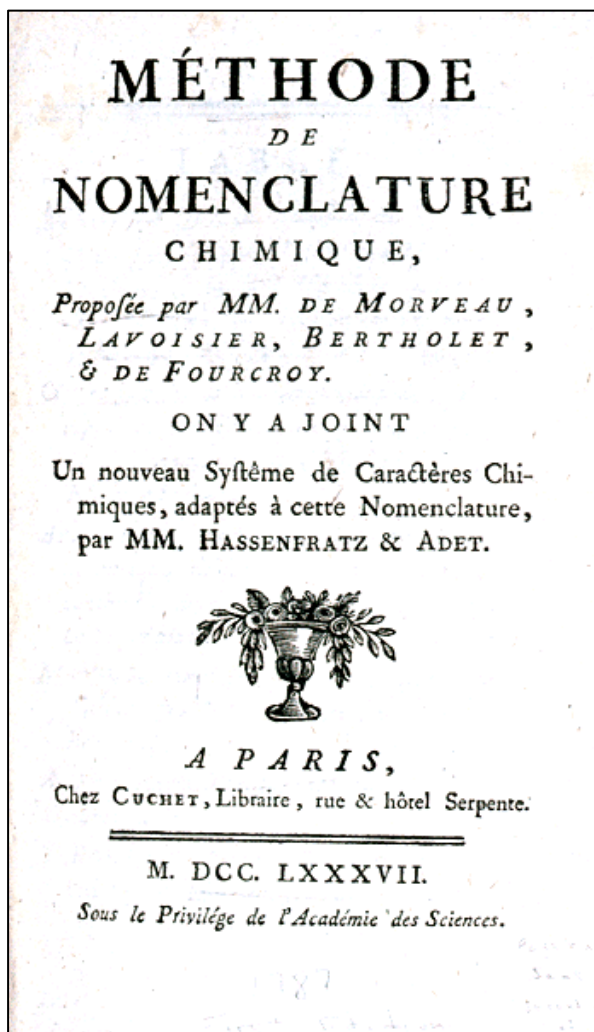 MÉTHODE
DE
NOMENCLATURE
CHIMIQUE,
Propoſée par MM. DE MORVEAU,
LAVOISIER, BERTHOLET,
& DE FOURCROY.
ON Y A JOINT
Un nouveau Syſtême de Caractères Chi-
miques, adaptés à cette Nomenclature,
par MM. HASSENFRATZ & ADET.
A PARIS,
Chez CUCHET, Libraire, rue & hôtel Serpente.
M. DCC. LXXXVII.
Sous le Privilége de l'Académie des Sciences.